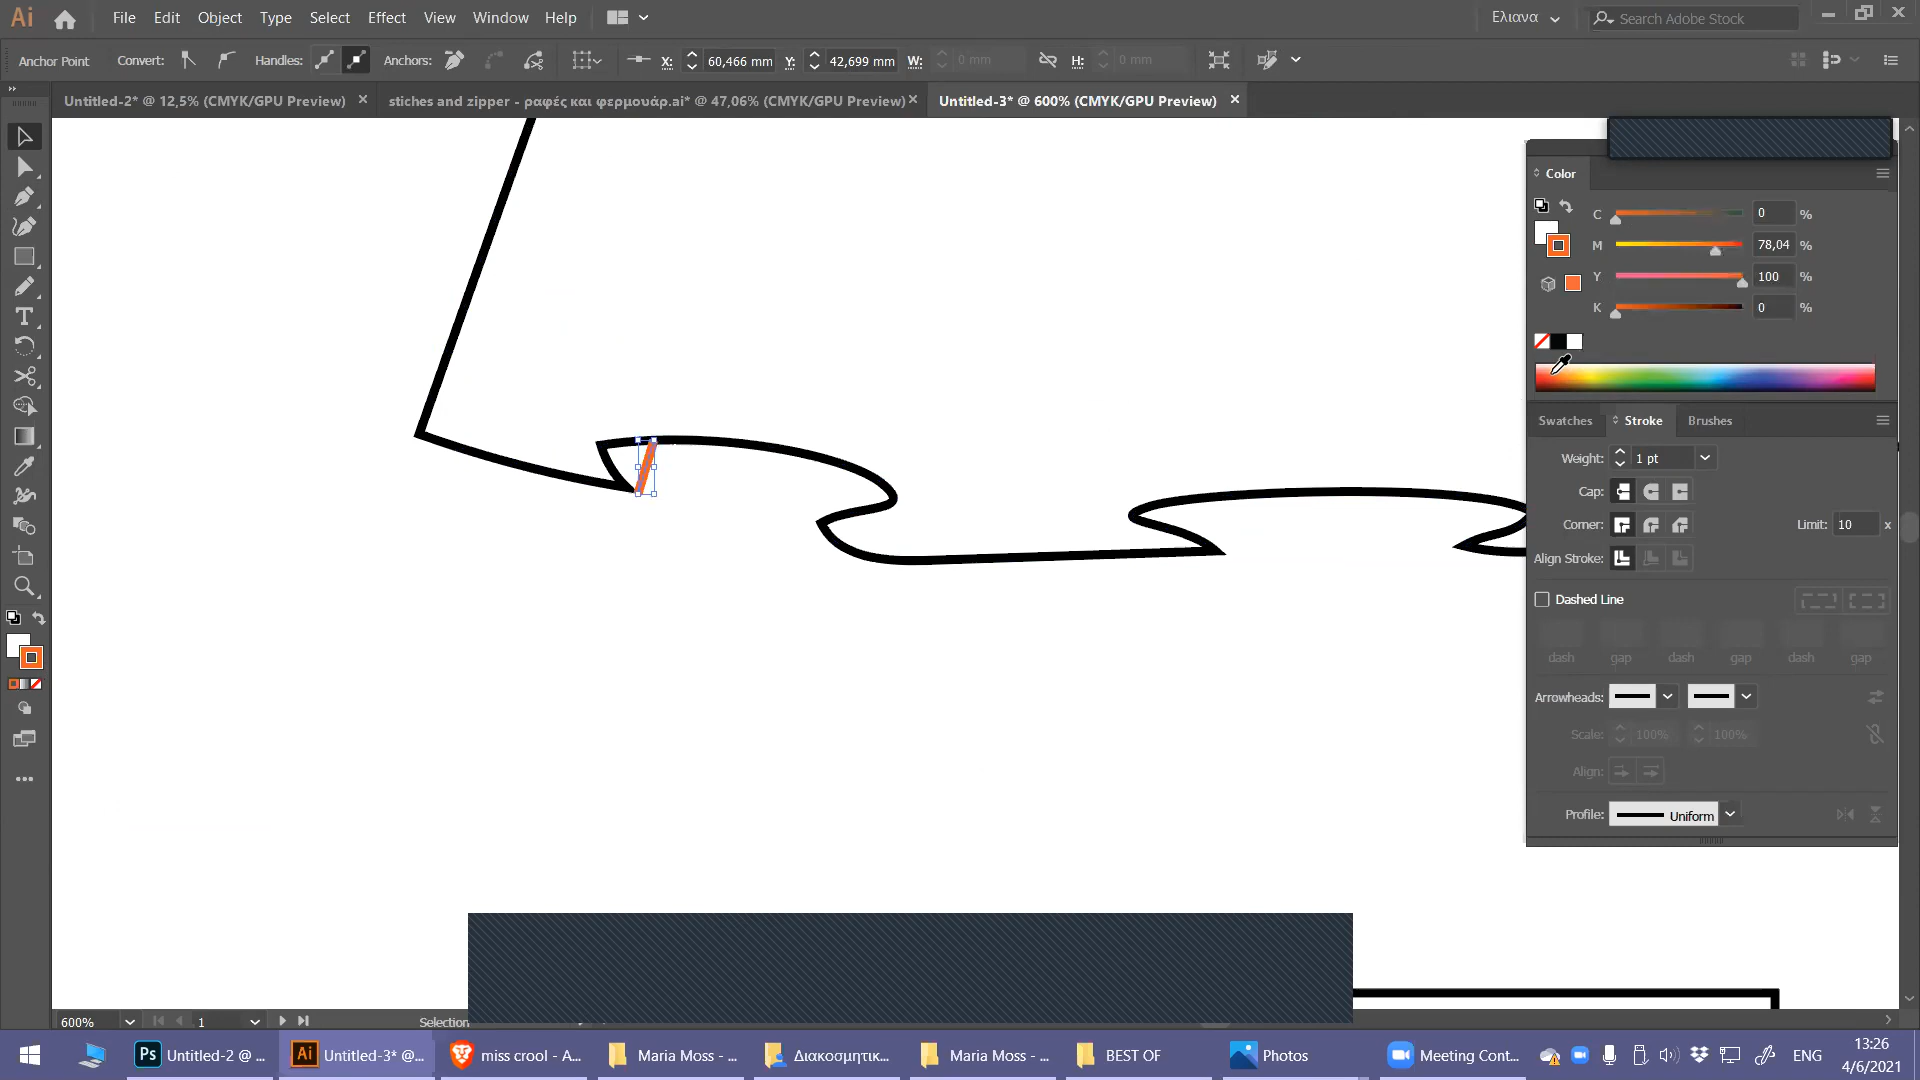 Ai File Edit Object Type Select Effect View Window Help Ελιανα Search Adobe Stock
Anchor Point Convert: Handles: Anchors: X: 60,466 mm Y: 42,699 mm W: 0 mm H: 0 mm
Untitled-2* @ 12,5% (CMYK/GPU Preview) stiches and zipper - ραφές και φερμουάρ.ai* @ 47,06% (CMYK/GPU Preview) Untitled-3* @ 600% (CMYK/GPU Preview)
Color
C 0 %
M 78,04 %
Y 100 %
K 0 %
Swatches Stroke Brushes
Weight: 1 pt
Cap:
Corner: Limit: 10 x
Align Stroke:
Dashed Line
dash gap dash gap dash gap
Arrowheads:
Scale: 100% 100%
Align:
Profile: Uniform
600% 1 Selection
Ps Untitled-2 @ ... Ai Untitled-3* @... miss crool - A... Maria Moss - ... Διακοσμητικ... Maria Moss - ... BEST OF Photos Meeting Cont... ENG 13:26
4/6/2021